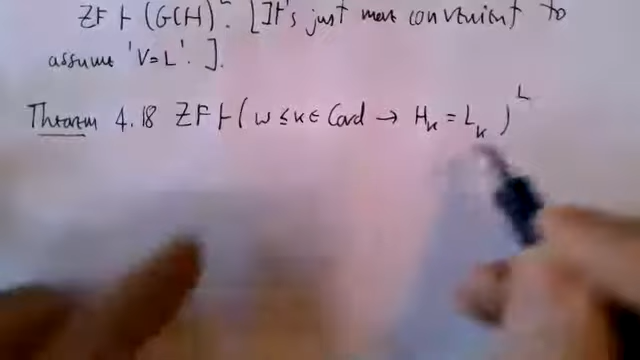 ZF ⊢ (GCH)ᴸ. [It's just more convenient to
assume 'V=L'. ].
Theorem 4.18 ZF ⊢ ( ω ≤ κ ∈ Card → H_κ = L_κ )ᴸ